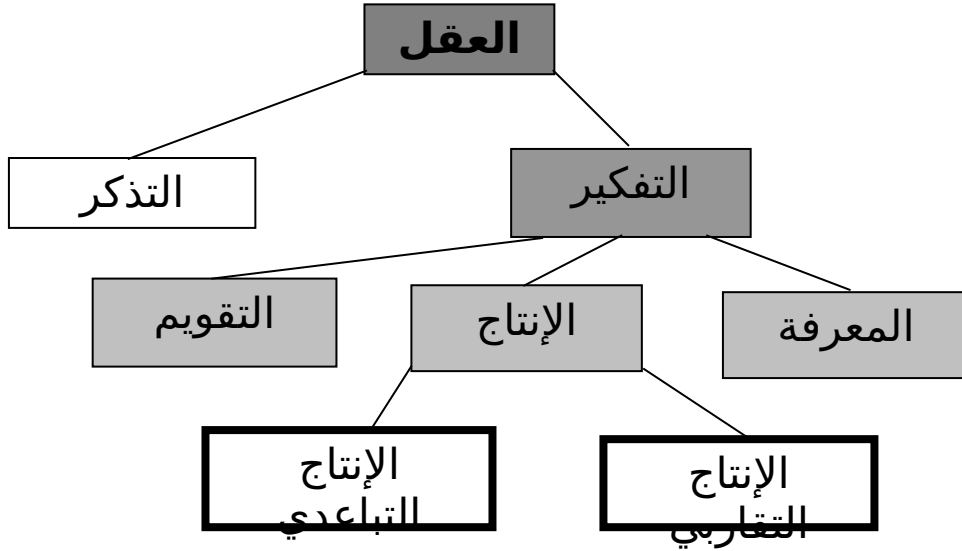 العقل
التفكير
التذكر
المعرفة
الإنتاج
التقويم
الإنتاج
التقاربي
الإنتاج
التباعدي